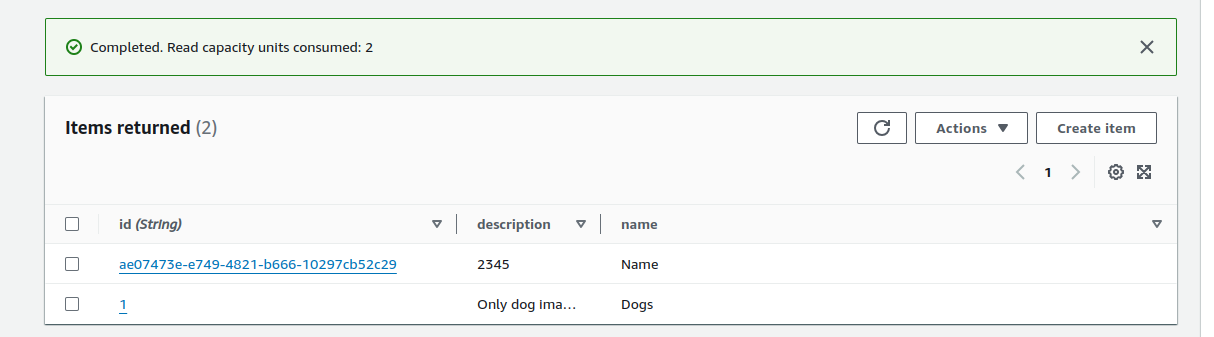 Completed. Read capacity units consumed: 2
Items returned (2)
Actions
Create item
1
id (String) description name
ae07473e-e749-4821-b666-10297cb52c29 2345 Name
1 Only dog ima… Dogs